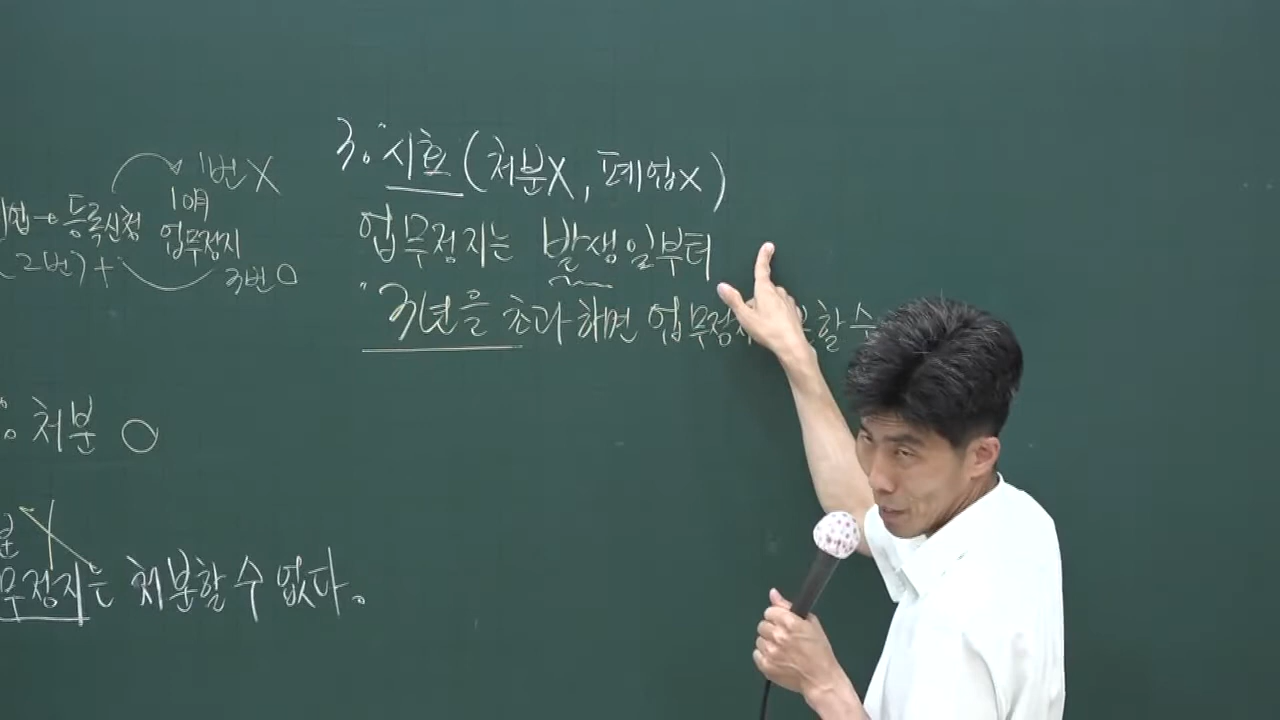 3. "시효 (처분X, 폐업X)
업무정지는 발생일부터
"3년을 초과하면 업무정지 할 수
1번 X
등록신청 1애
업무정지
(2번) +
3번 O
처분 O
무정지는 처분할 수 없다.